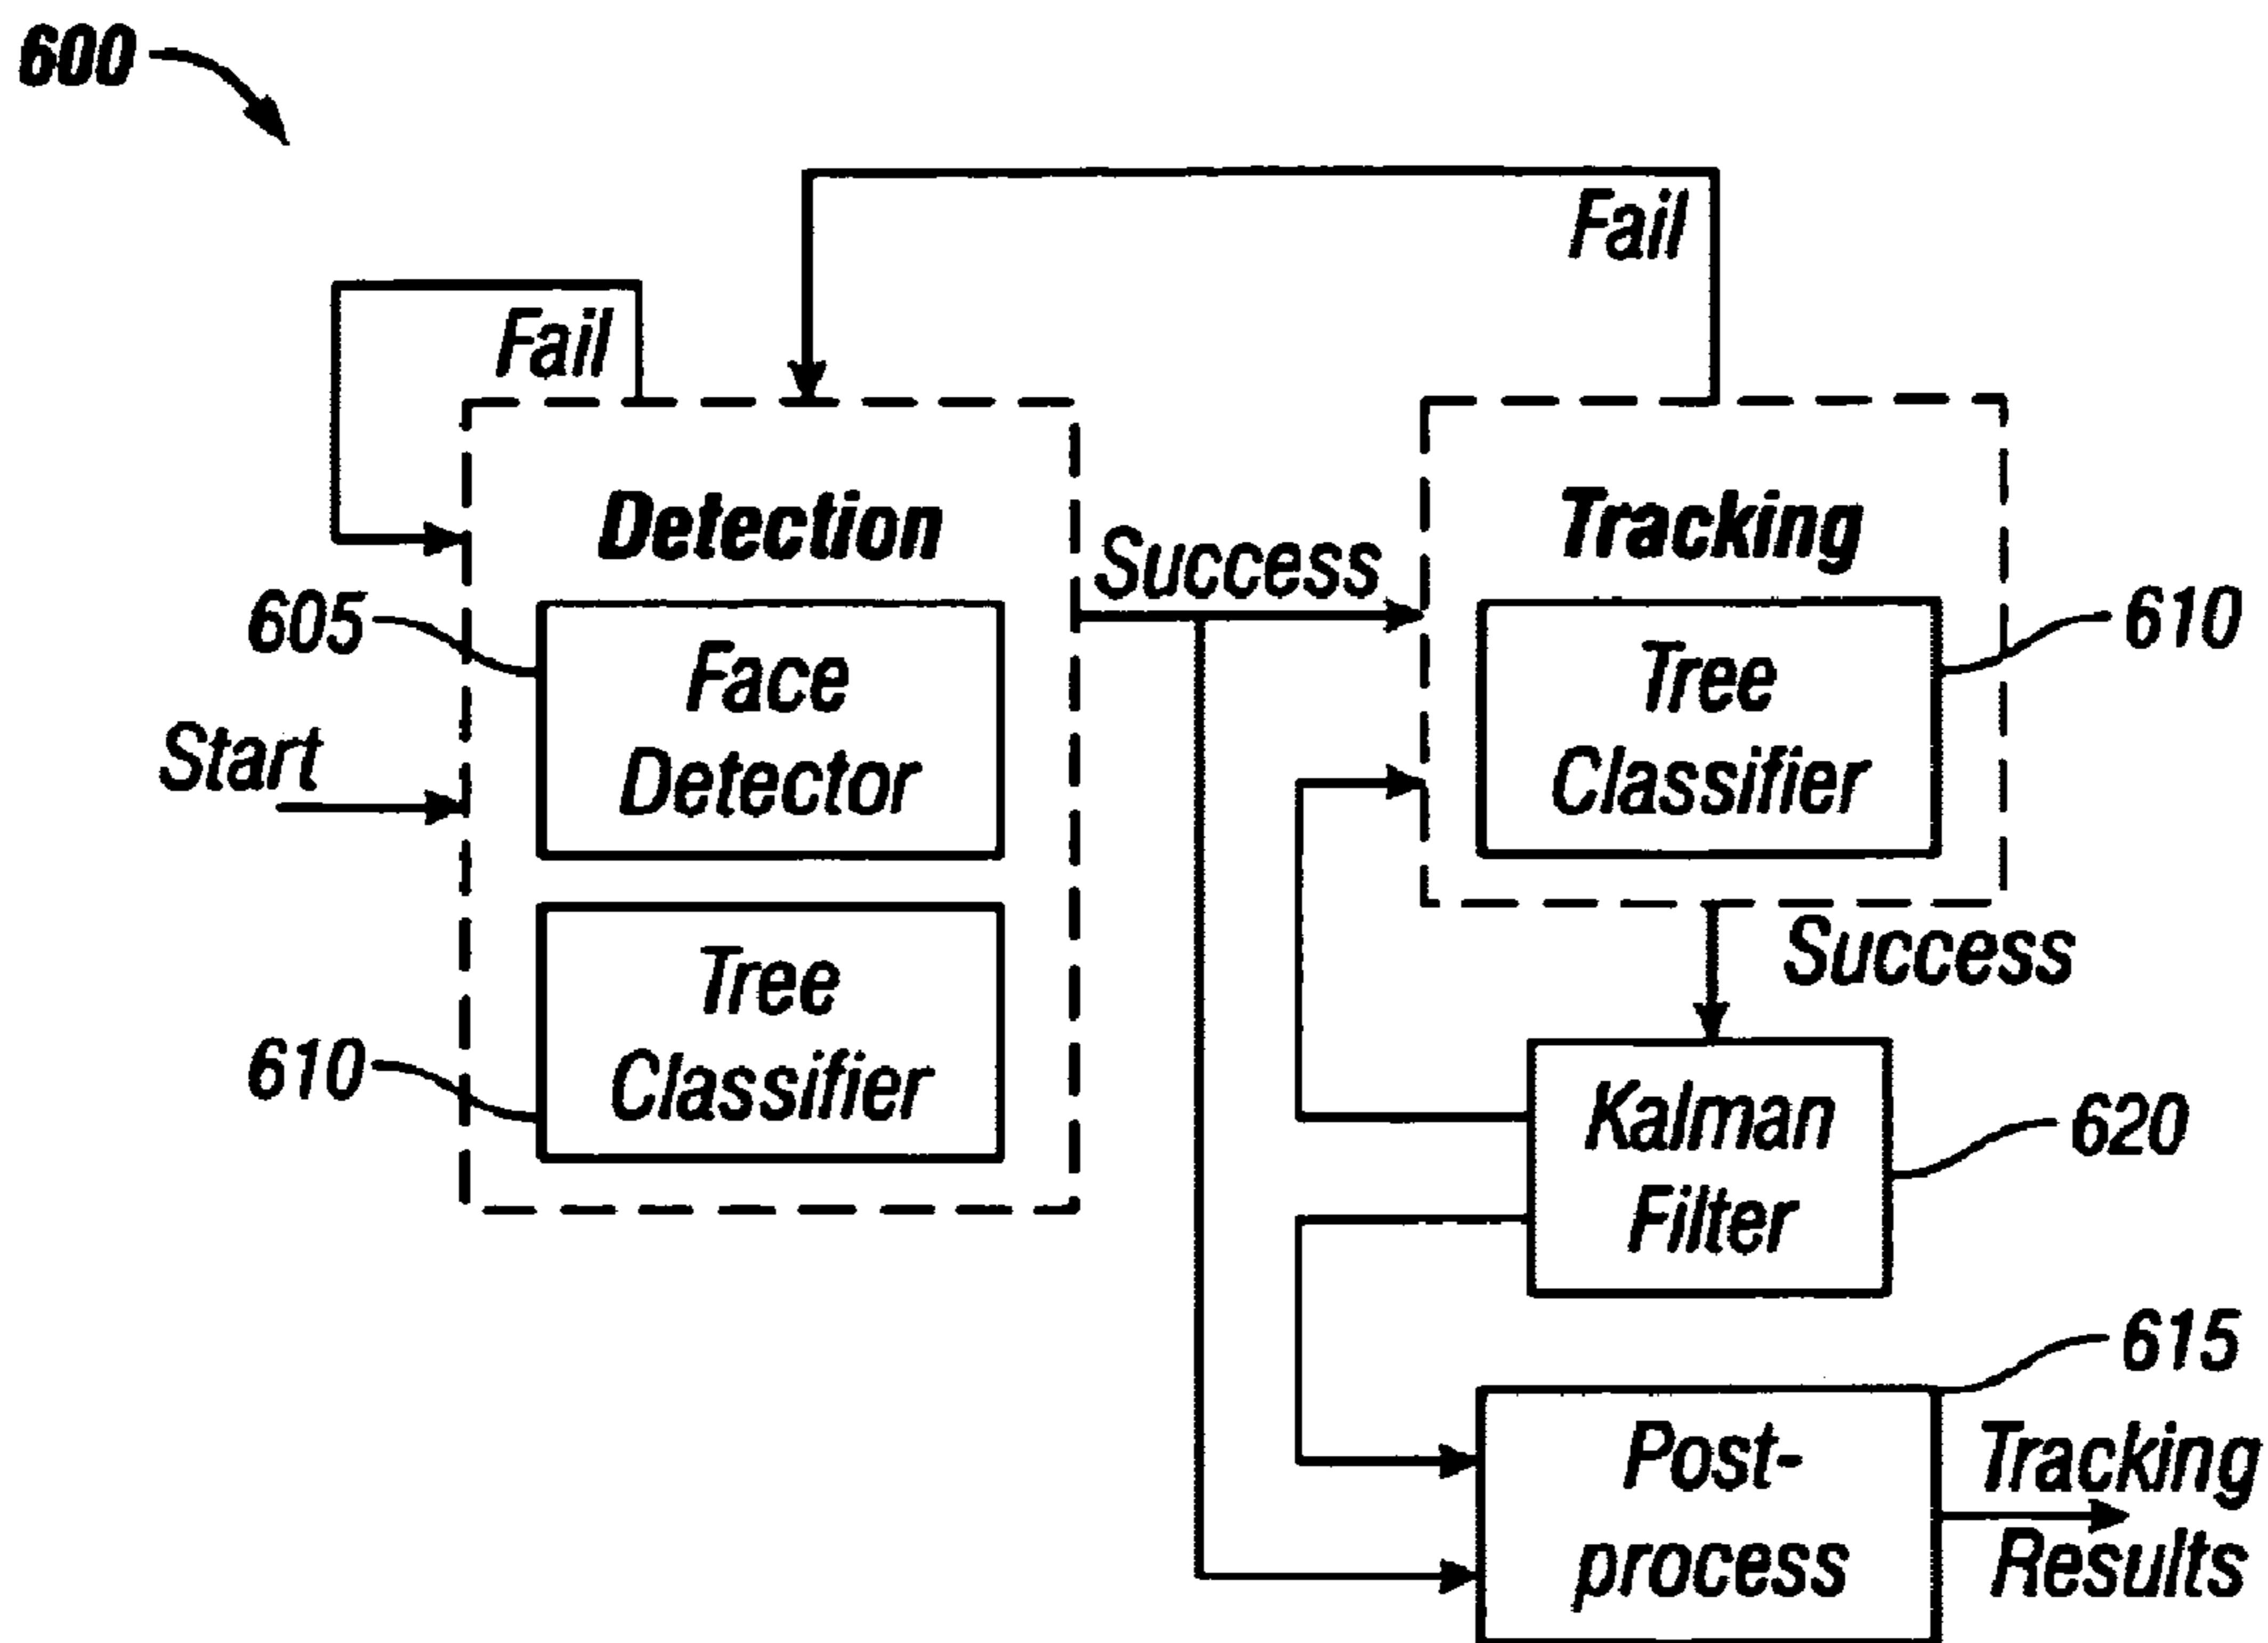 600
Fail
Fail
Detection
Tracking
Success
605
Face
Detector
Tree
Classifier
610
Start
Tree
Classifier
610
Success
Kalman
Filter
620
615
Post-
process
Tracking
Results